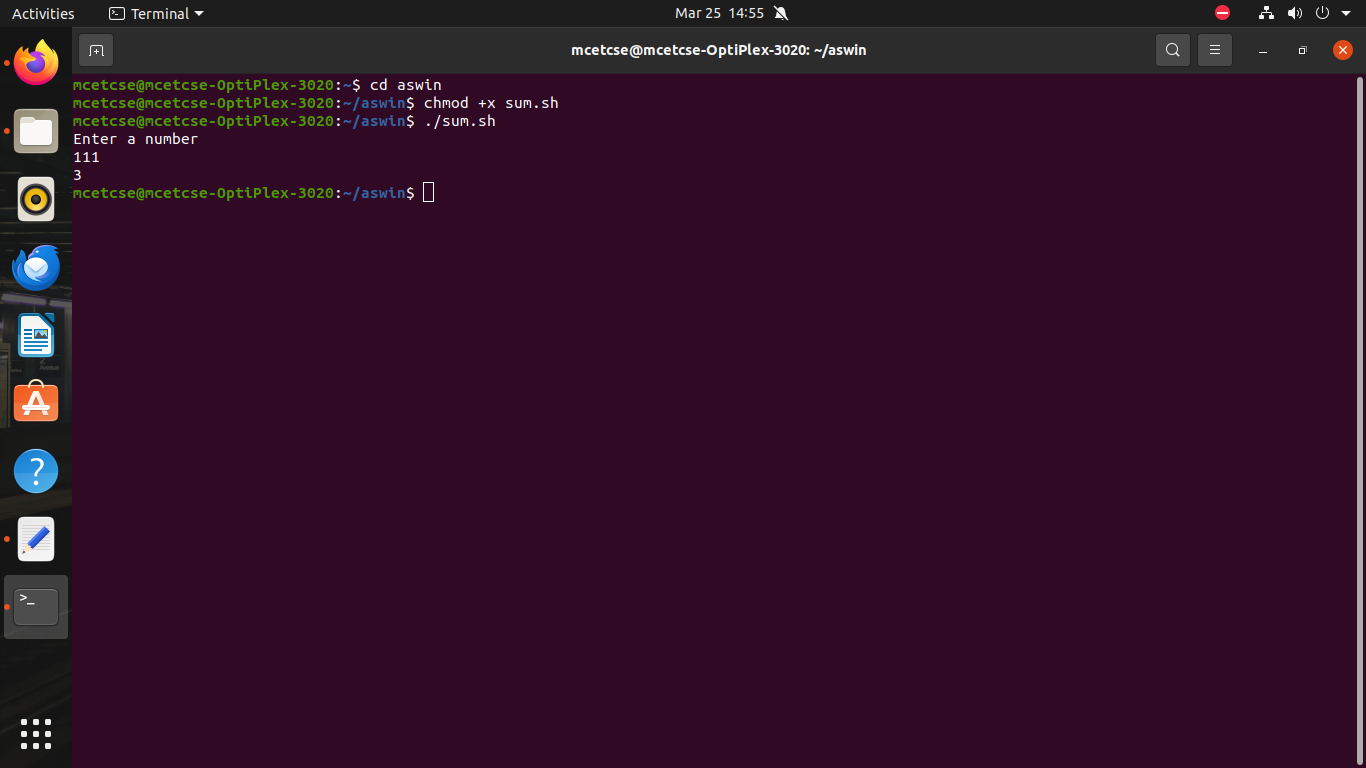 Activities Terminal Mar 25 14:55
mcetcse@mcetcse-OptiPlex-3020: ~/aswin
mcetcse@mcetcse-OptiPlex-3020:~$ cd aswin
mcetcse@mcetcse-OptiPlex-3020:~/aswin$ chmod +x sum.sh
mcetcse@mcetcse-OptiPlex-3020:~/aswin$ ./sum.sh
Enter a number
111
3
mcetcse@mcetcse-OptiPlex-3020:~/aswin$